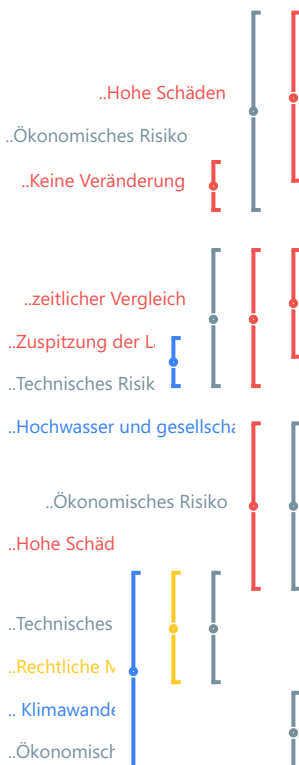 ..Hohe Schäden
..Ökonomisches Risiko
..Keine Veränderung
..zeitlicher Vergleich
..Zuspitzung der
..Technisches Risik
..Hochwasser und gesellscha
..Ökonomisches Risiko
..Hohe Schäd
..Technisches
..Rechtliche
.. Klimawande
..Ökonomisch